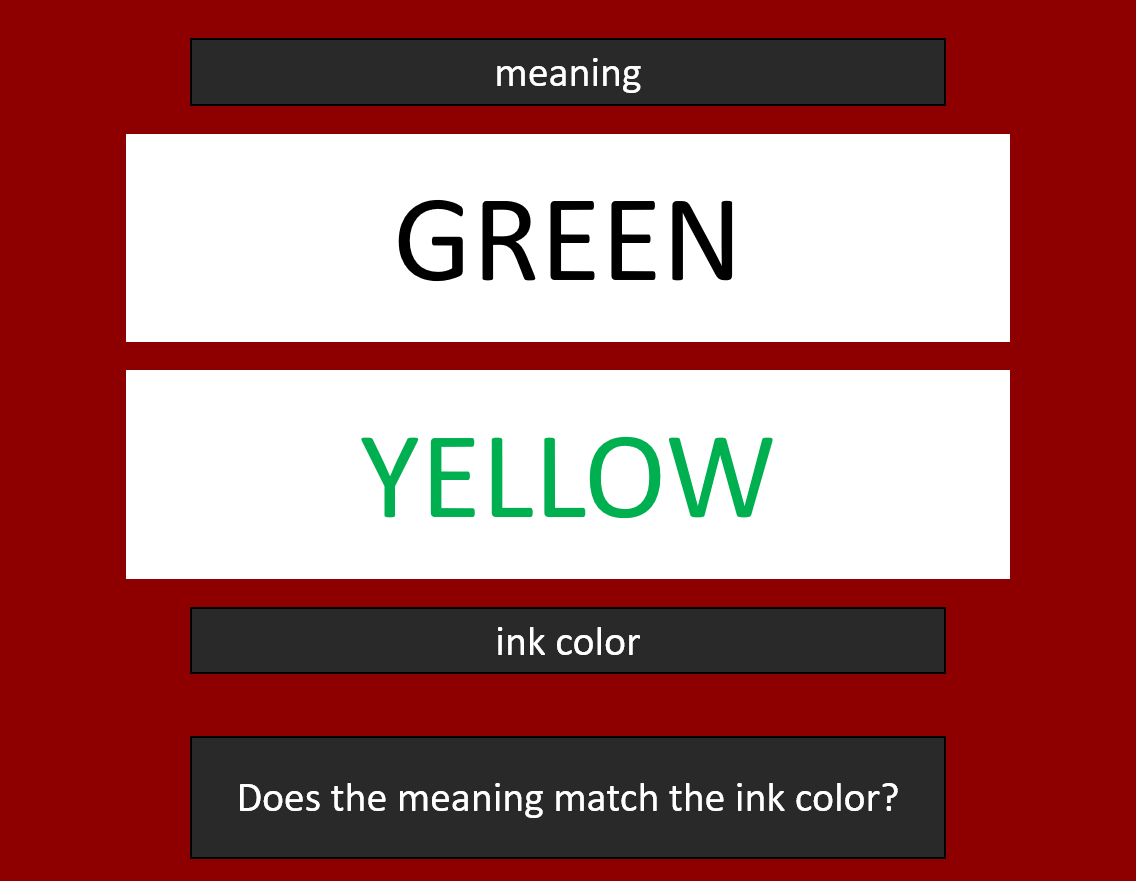 meaning
GREEN
YELLOW
ink color
Does the meaning match the ink color?